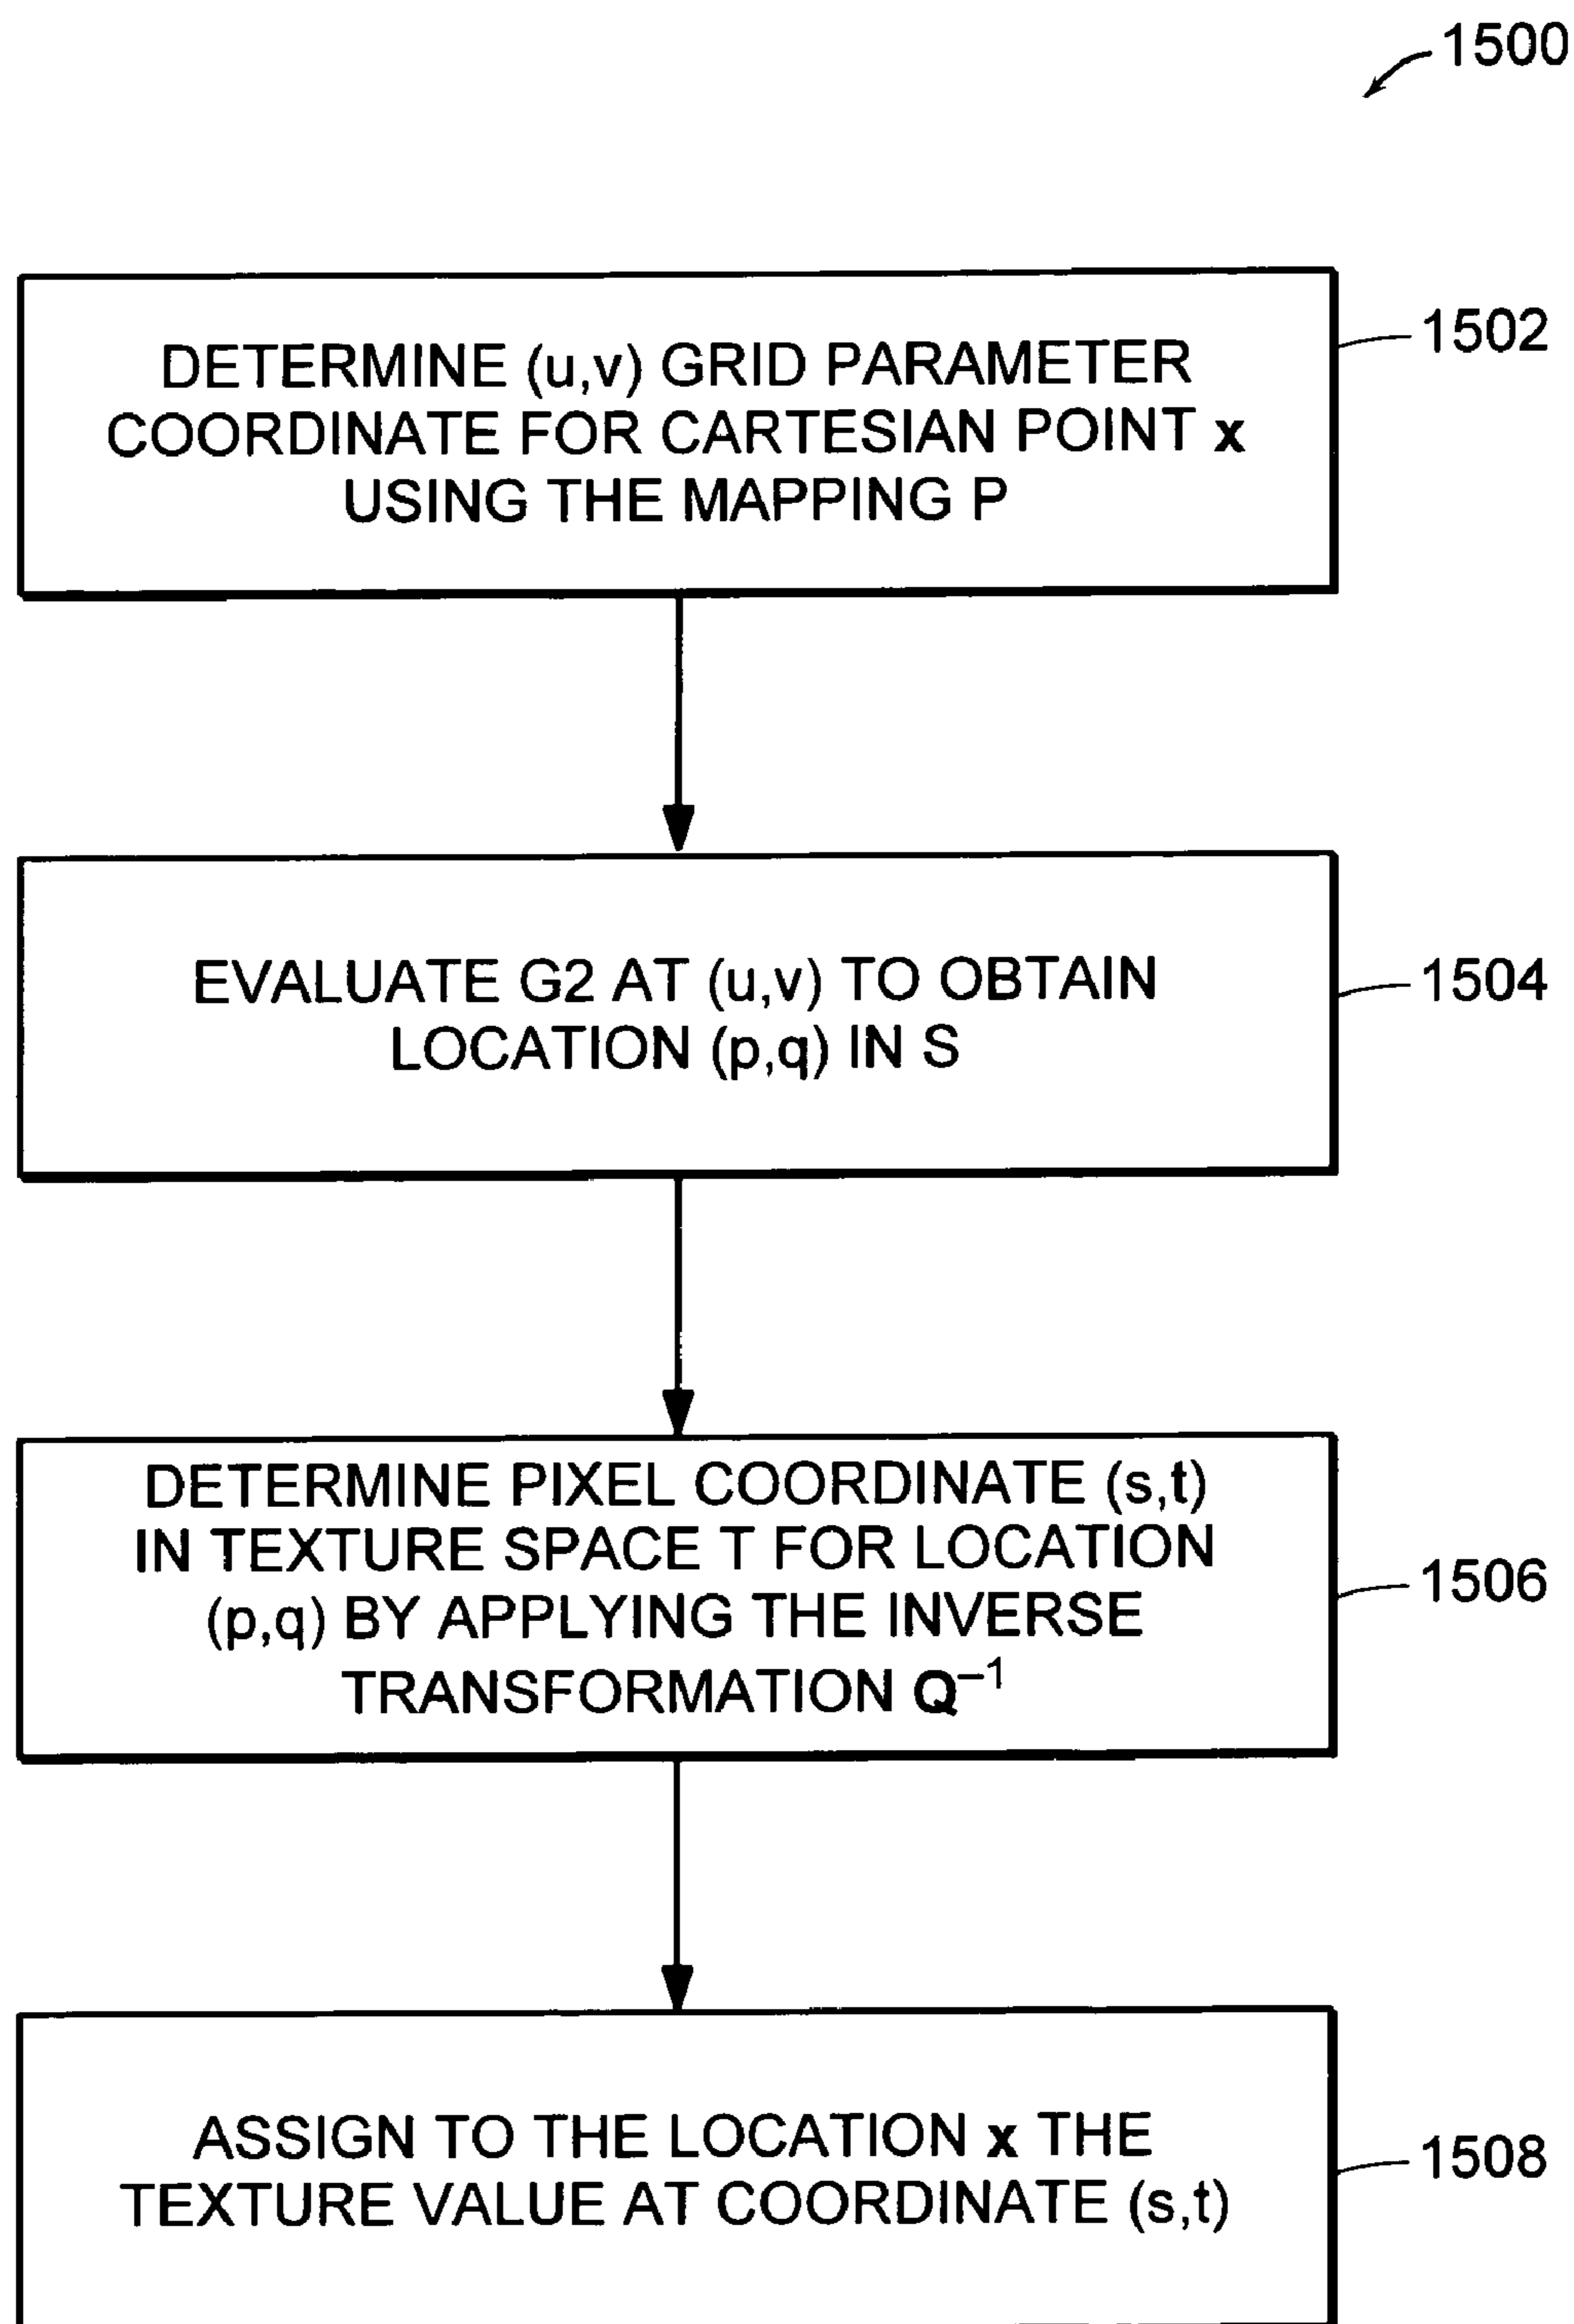 1500
DETERMINE (u,v) GRID PARAMETER
COORDINATE FOR CARTESIAN POINT x
USING THE MAPPING P
1502
EVALUATE G2 AT (u,v) TO OBTAIN
LOCATION (p,q) IN S
1504
DETERMINE PIXEL COORDINATE (s,t)
IN TEXTURE SPACE T FOR LOCATION
(p,q) BY APPLYING THE INVERSE
TRANSFORMATION Q⁻¹
1506
ASSIGN TO THE LOCATION x THE
TEXTURE VALUE AT COORDINATE (s,t)
1508